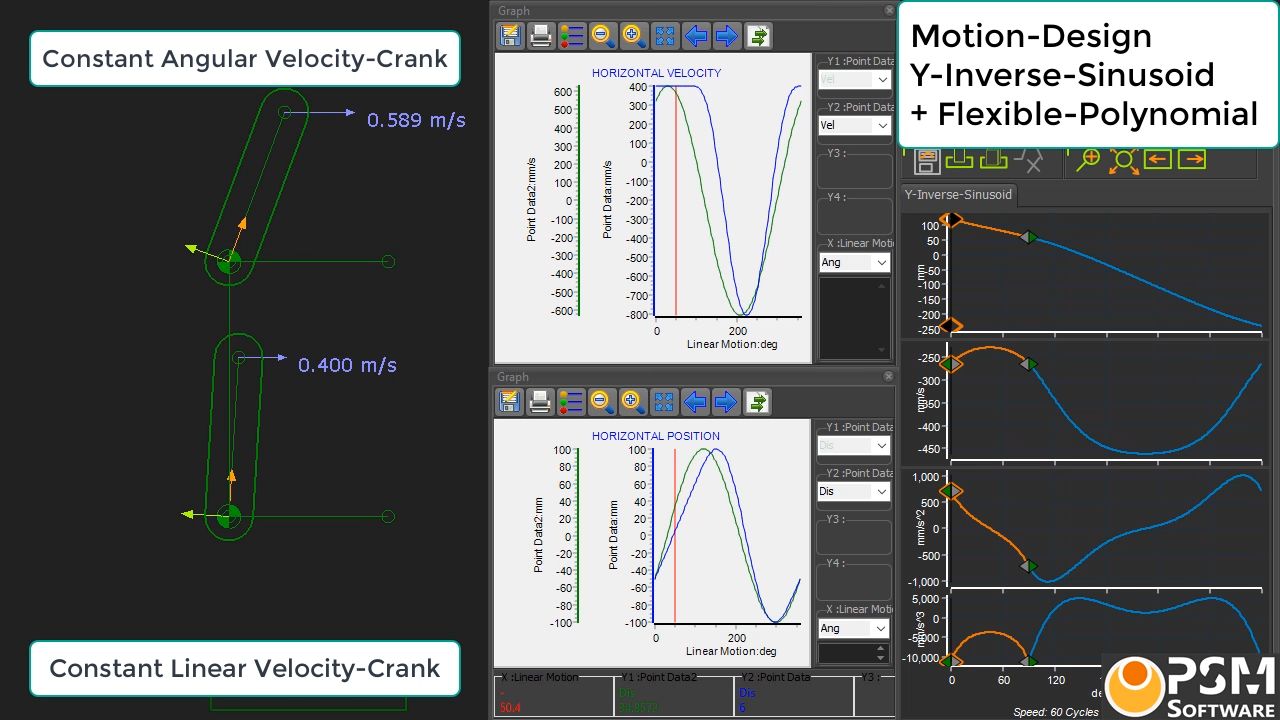 Constant Angular Velocity-Crank
0.589 m/s
0.400 m/s
Constant Linear Velocity-Crank
Graph
HORIZONTAL VELOCITY
Point Data2:mm/s
600
500
400
300
200
100
0
-100
-200
-300
-400
-500
-600
Point Data:mm/s
400
300
200
100
0
-100
-200
-300
-400
-500
-600
-700
-800
0 200
Linear Motion:deg
Y1 :Point Data
Vel
Y2 :Point Data
Vel
Y3 :
Y4 :
X :Linear Moti
Ang
Graph
HORIZONTAL POSITION
Point Data2:mm
100
80
60
40
20
0
-20
-40
-60
-80
-100
Point Data:mm
100
80
60
40
20
0
-20
-40
-60
-80
-100
0 200
Linear Motion:deg
Y1 :Point Data
Dis
Y2 :Point Data
Dis
Y3 :
Y4 :
X :Linear Moti
Ang
X :Linear Motion Y1 :Point Data2 Y2 :Point Data Y3 :
- Dis Dis
50.4 6
Motion-Design
Y-Inverse-Sinusoid
+ Flexible-Polynomial
Y-Inverse-Sinusoid
mm
100
50
0
-50
-100
-150
-200
-250
mm/s
-250
-300
-350
-400
-450
mm/s^2
1,000
500
0
-500
-1,000
mm/s^3
5,000
0
-5,000
-10,000
0 60 120
de
Speed: 60 Cycles
PSM
SOFTWARE